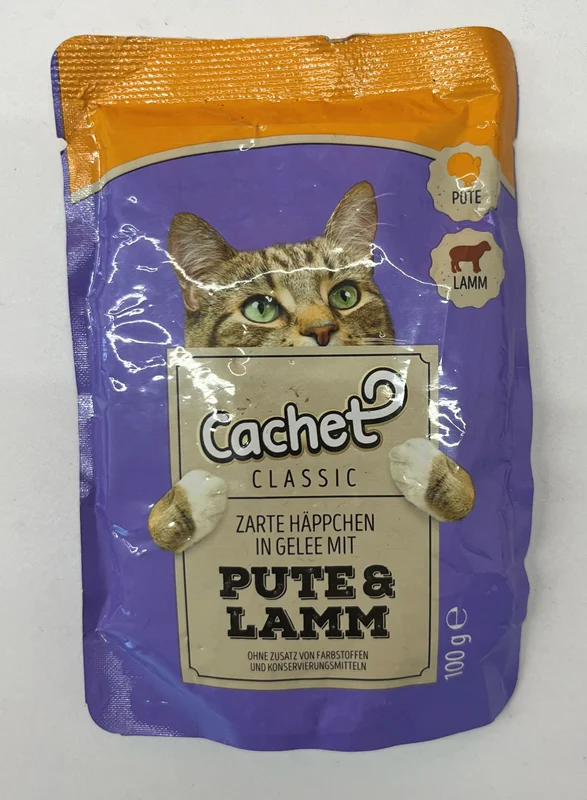 PUTE
LAMM
Cachet
CLASSIC
ZARTE HÄPPCHEN
IN GELEE MIT
PUTE &
LAMM
OHNE ZUSATZ VON FARBSTOFFEN
UND KONSERVIERUNGSMITTELN
100 g ℮